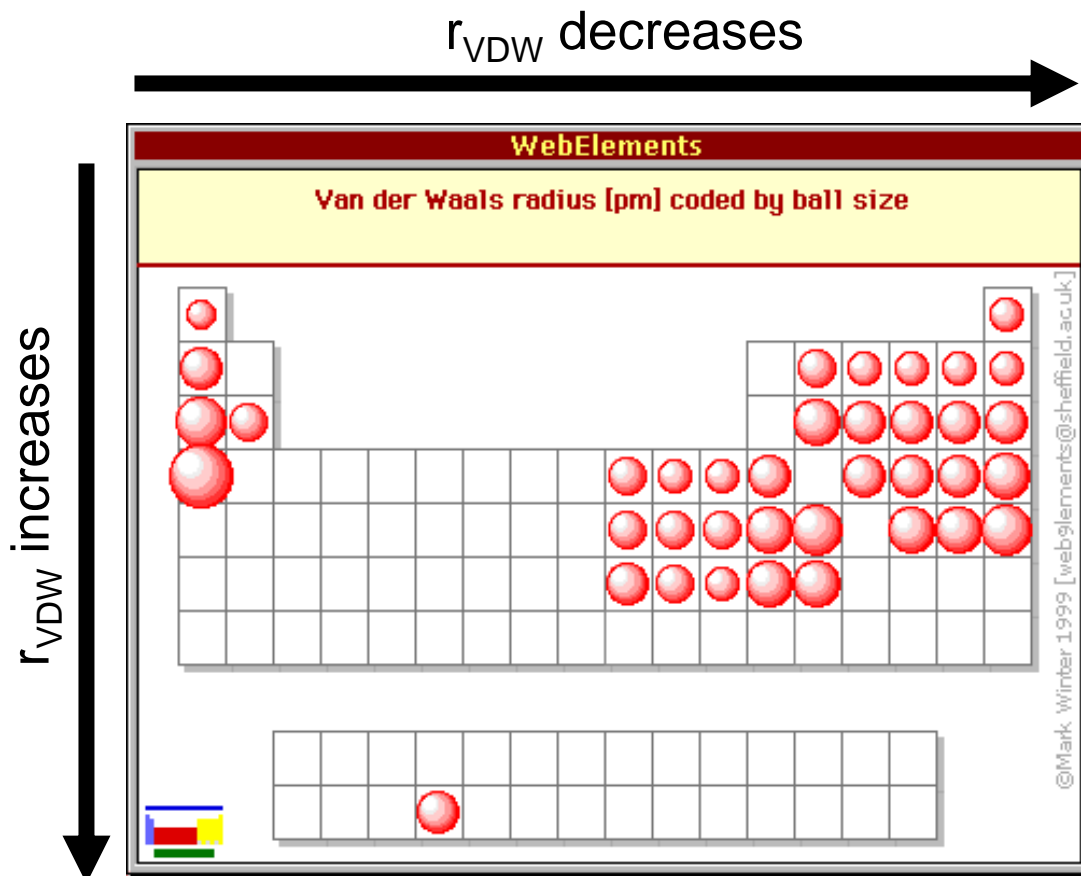 rVDW decreases
WebElements
Van der Waals radius [pm] coded by ball size
rVDW increases
©Mark Winter 1999 [web9lements@sheffield.ac.uk]